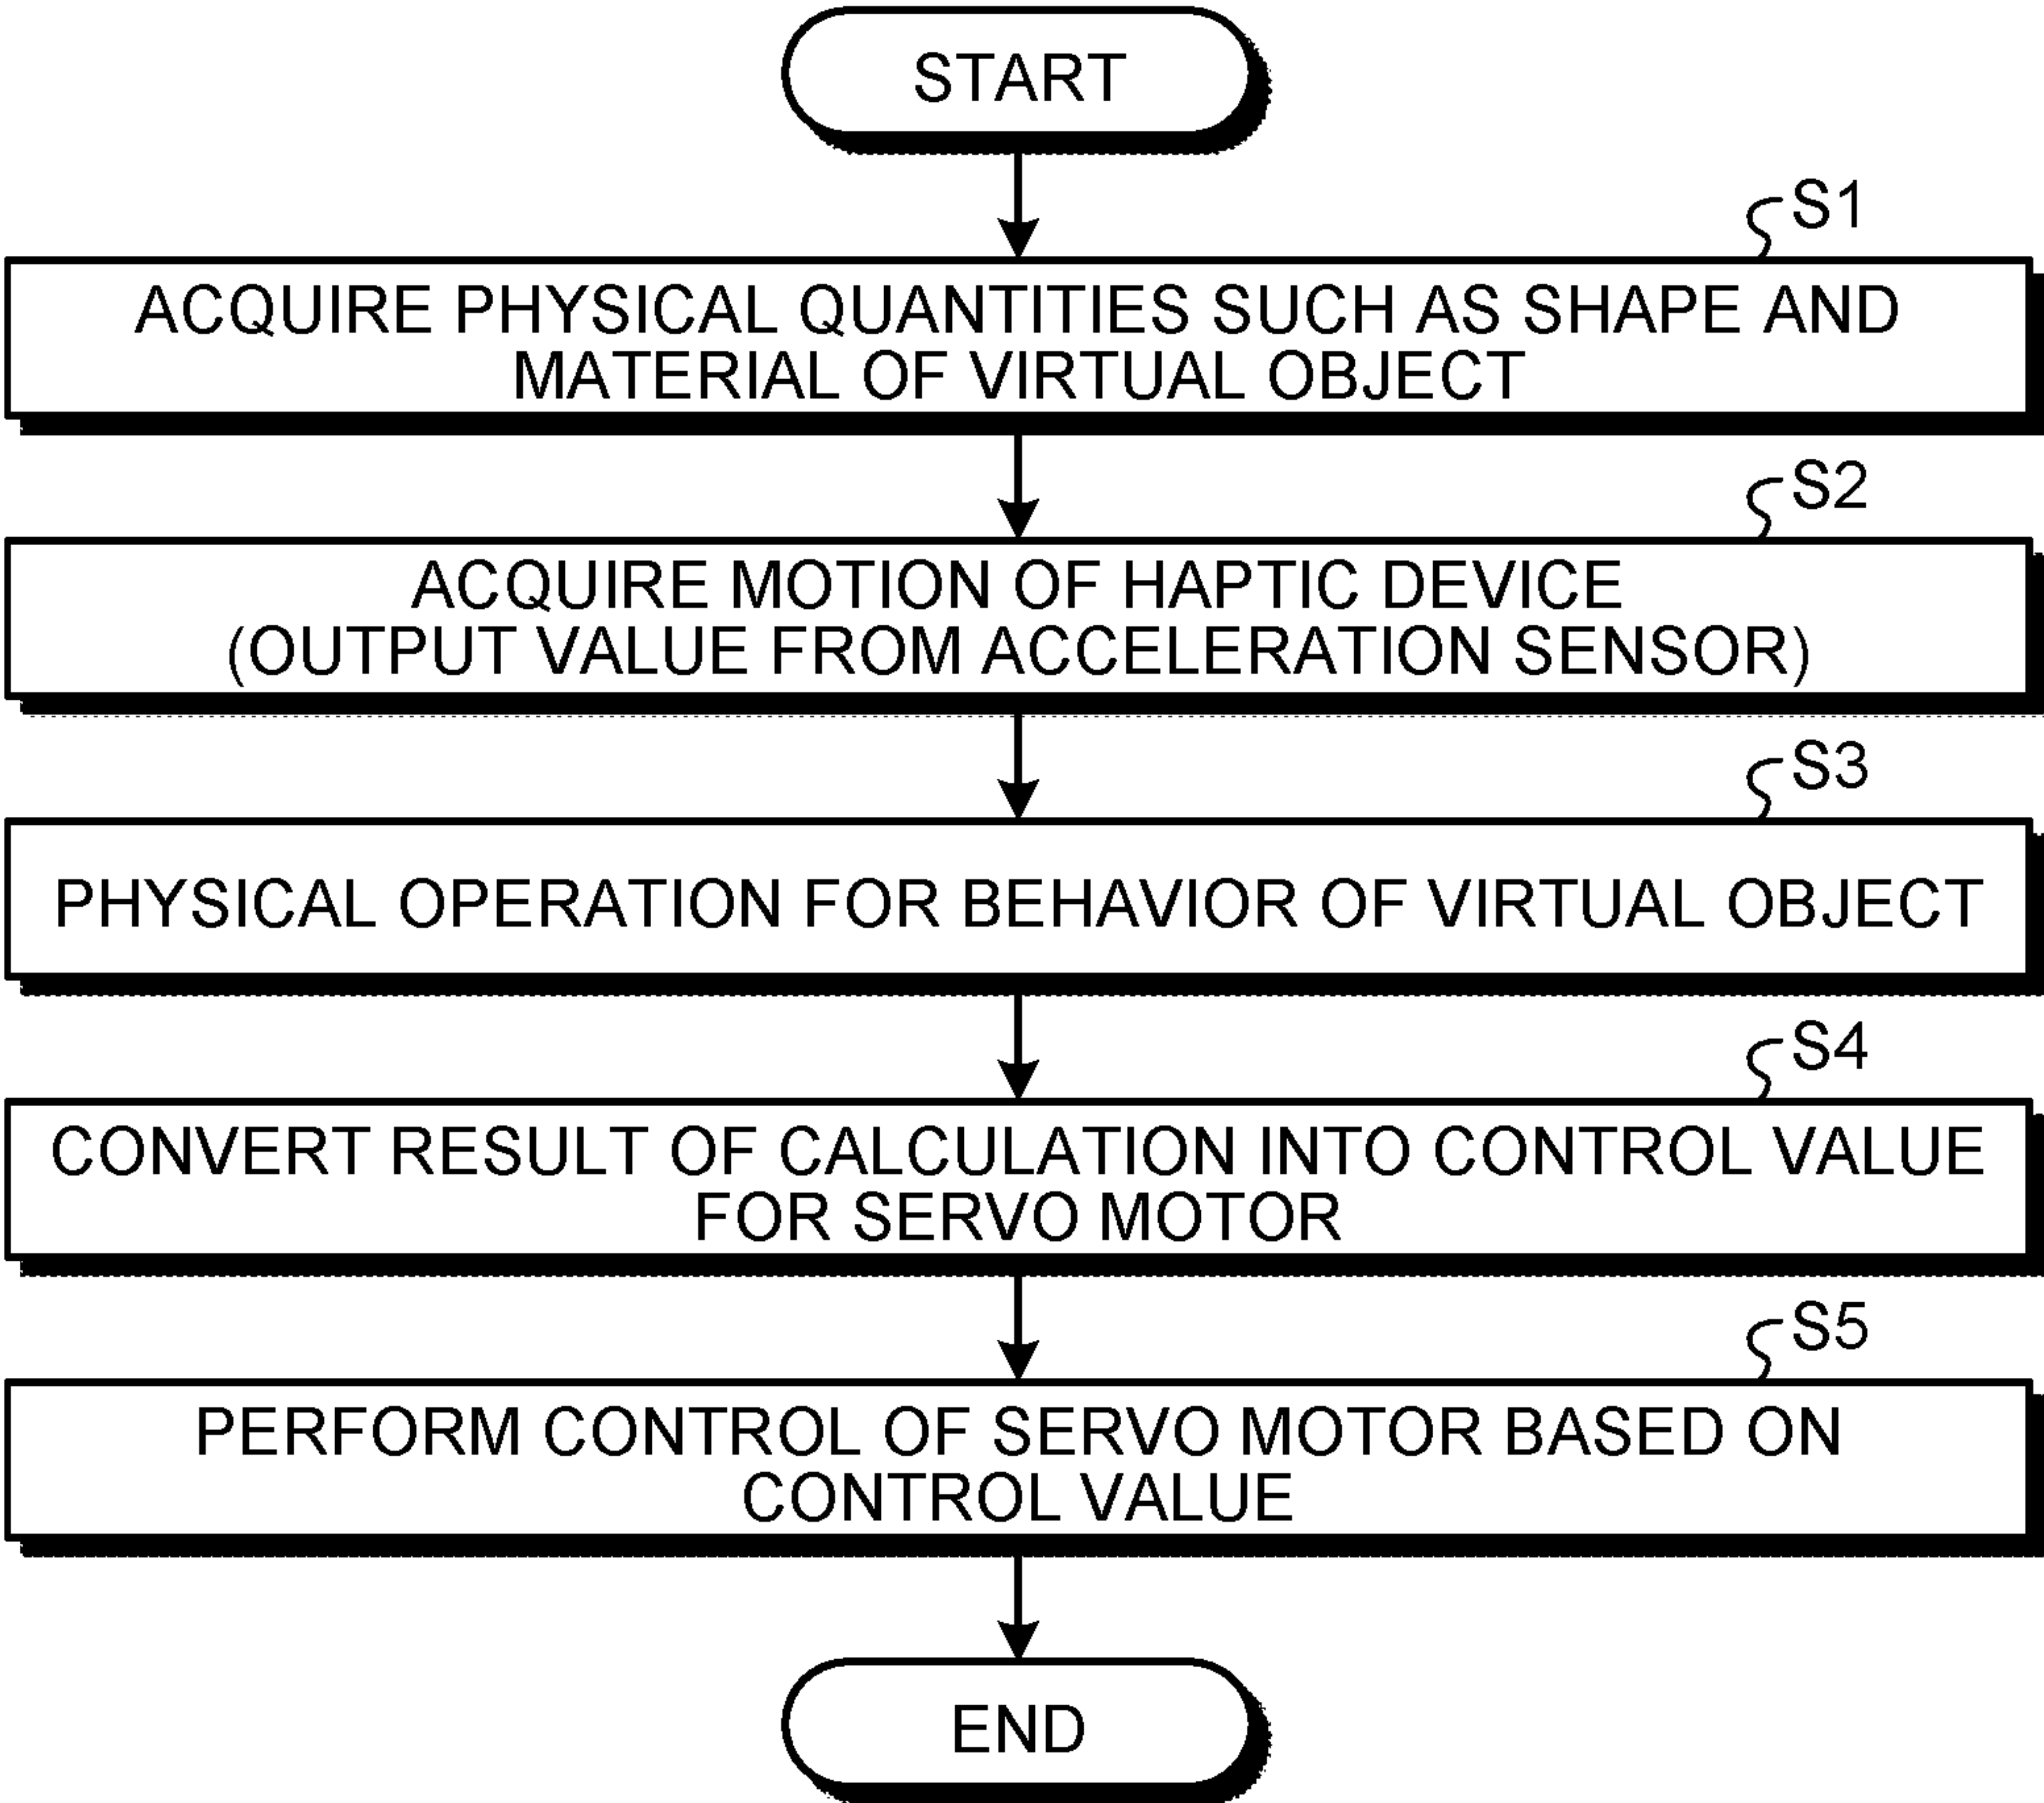 START
S1
ACQUIRE PHYSICAL QUANTITIES SUCH AS SHAPE AND
MATERIAL OF VIRTUAL OBJECT
S2
ACQUIRE MOTION OF HAPTIC DEVICE
(OUTPUT VALUE FROM ACCELERATION SENSOR)
S3
PHYSICAL OPERATION FOR BEHAVIOR OF VIRTUAL OBJECT
S4
CONVERT RESULT OF CALCULATION INTO CONTROL VALUE
FOR SERVO MOTOR
S5
PERFORM CONTROL OF SERVO MOTOR BASED ON
CONTROL VALUE
END